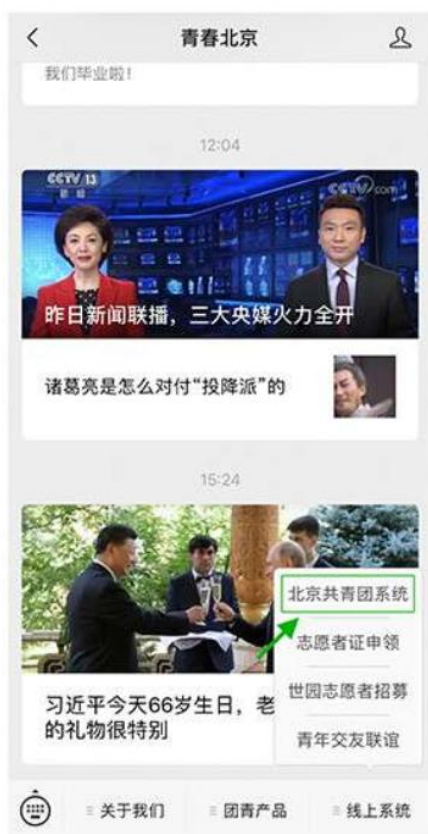 青春北京
我们毕业啦！
12:04
CCTV 13
新闻
CCTV.com
昨日新闻联播，三大央媒火力全开
诸葛亮是怎么对付“投降派”的
15:24
北京共青团系统
志愿者证申领
世园志愿者招募
青年交友联谊
习近平今天66岁生日，老
的礼物很特别
关于我们
团青产品
线上系统